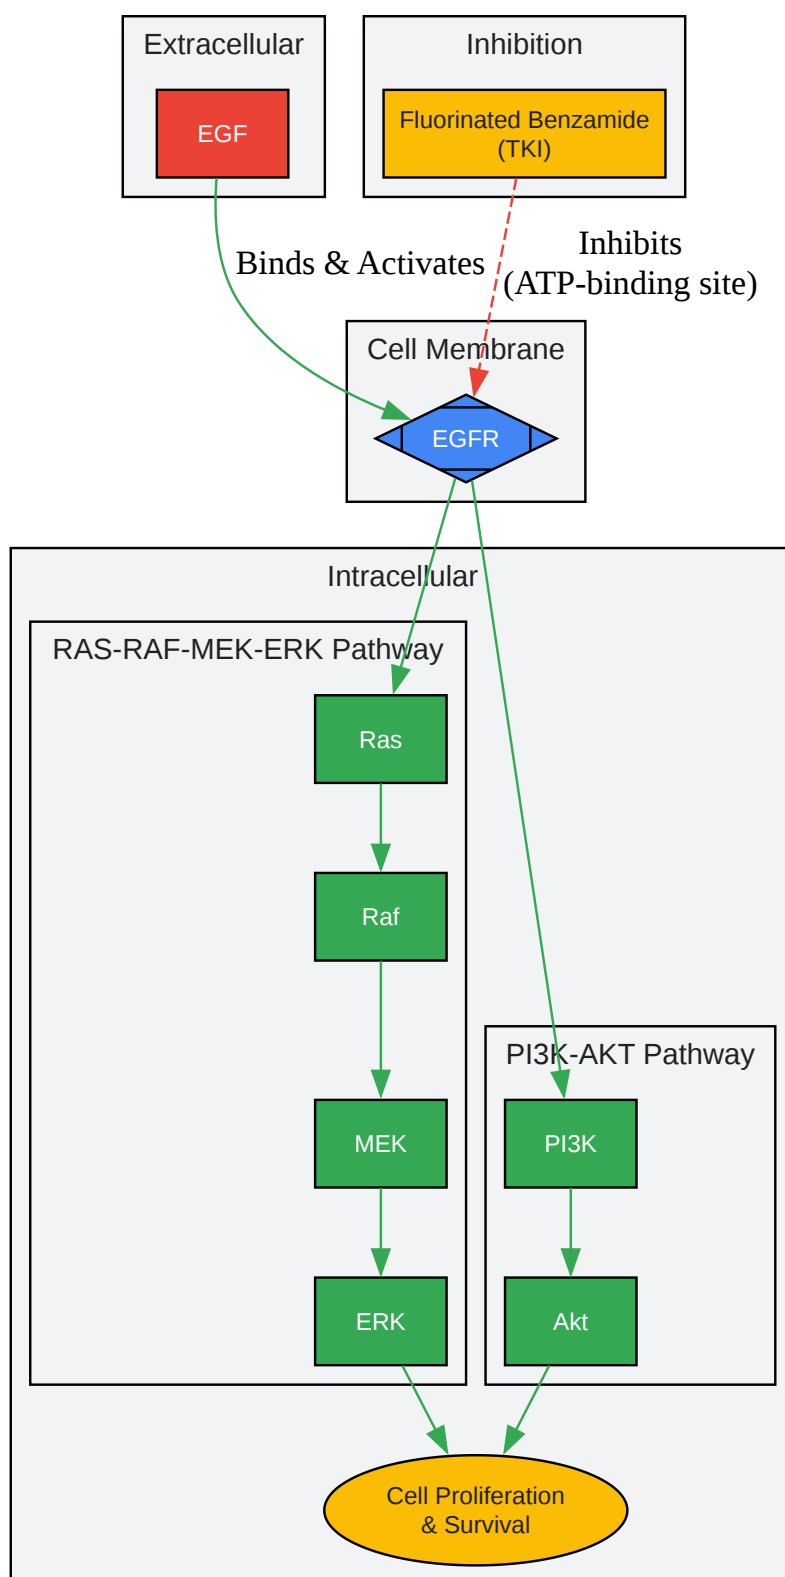 Extracellular
Inhibition
EGF
Fluorinated Benzamide
(TKI)
Binds & Activates
Inhibits
(ATP-binding site)
Cell Membrane
EGFR
Intracellular
RAS-RAF-MEK-ERK Pathway
Ras
Raf
PI3K-AKT Pathway
MEK
PI3K
ERK
Akt
Cell Proliferation
& Survival